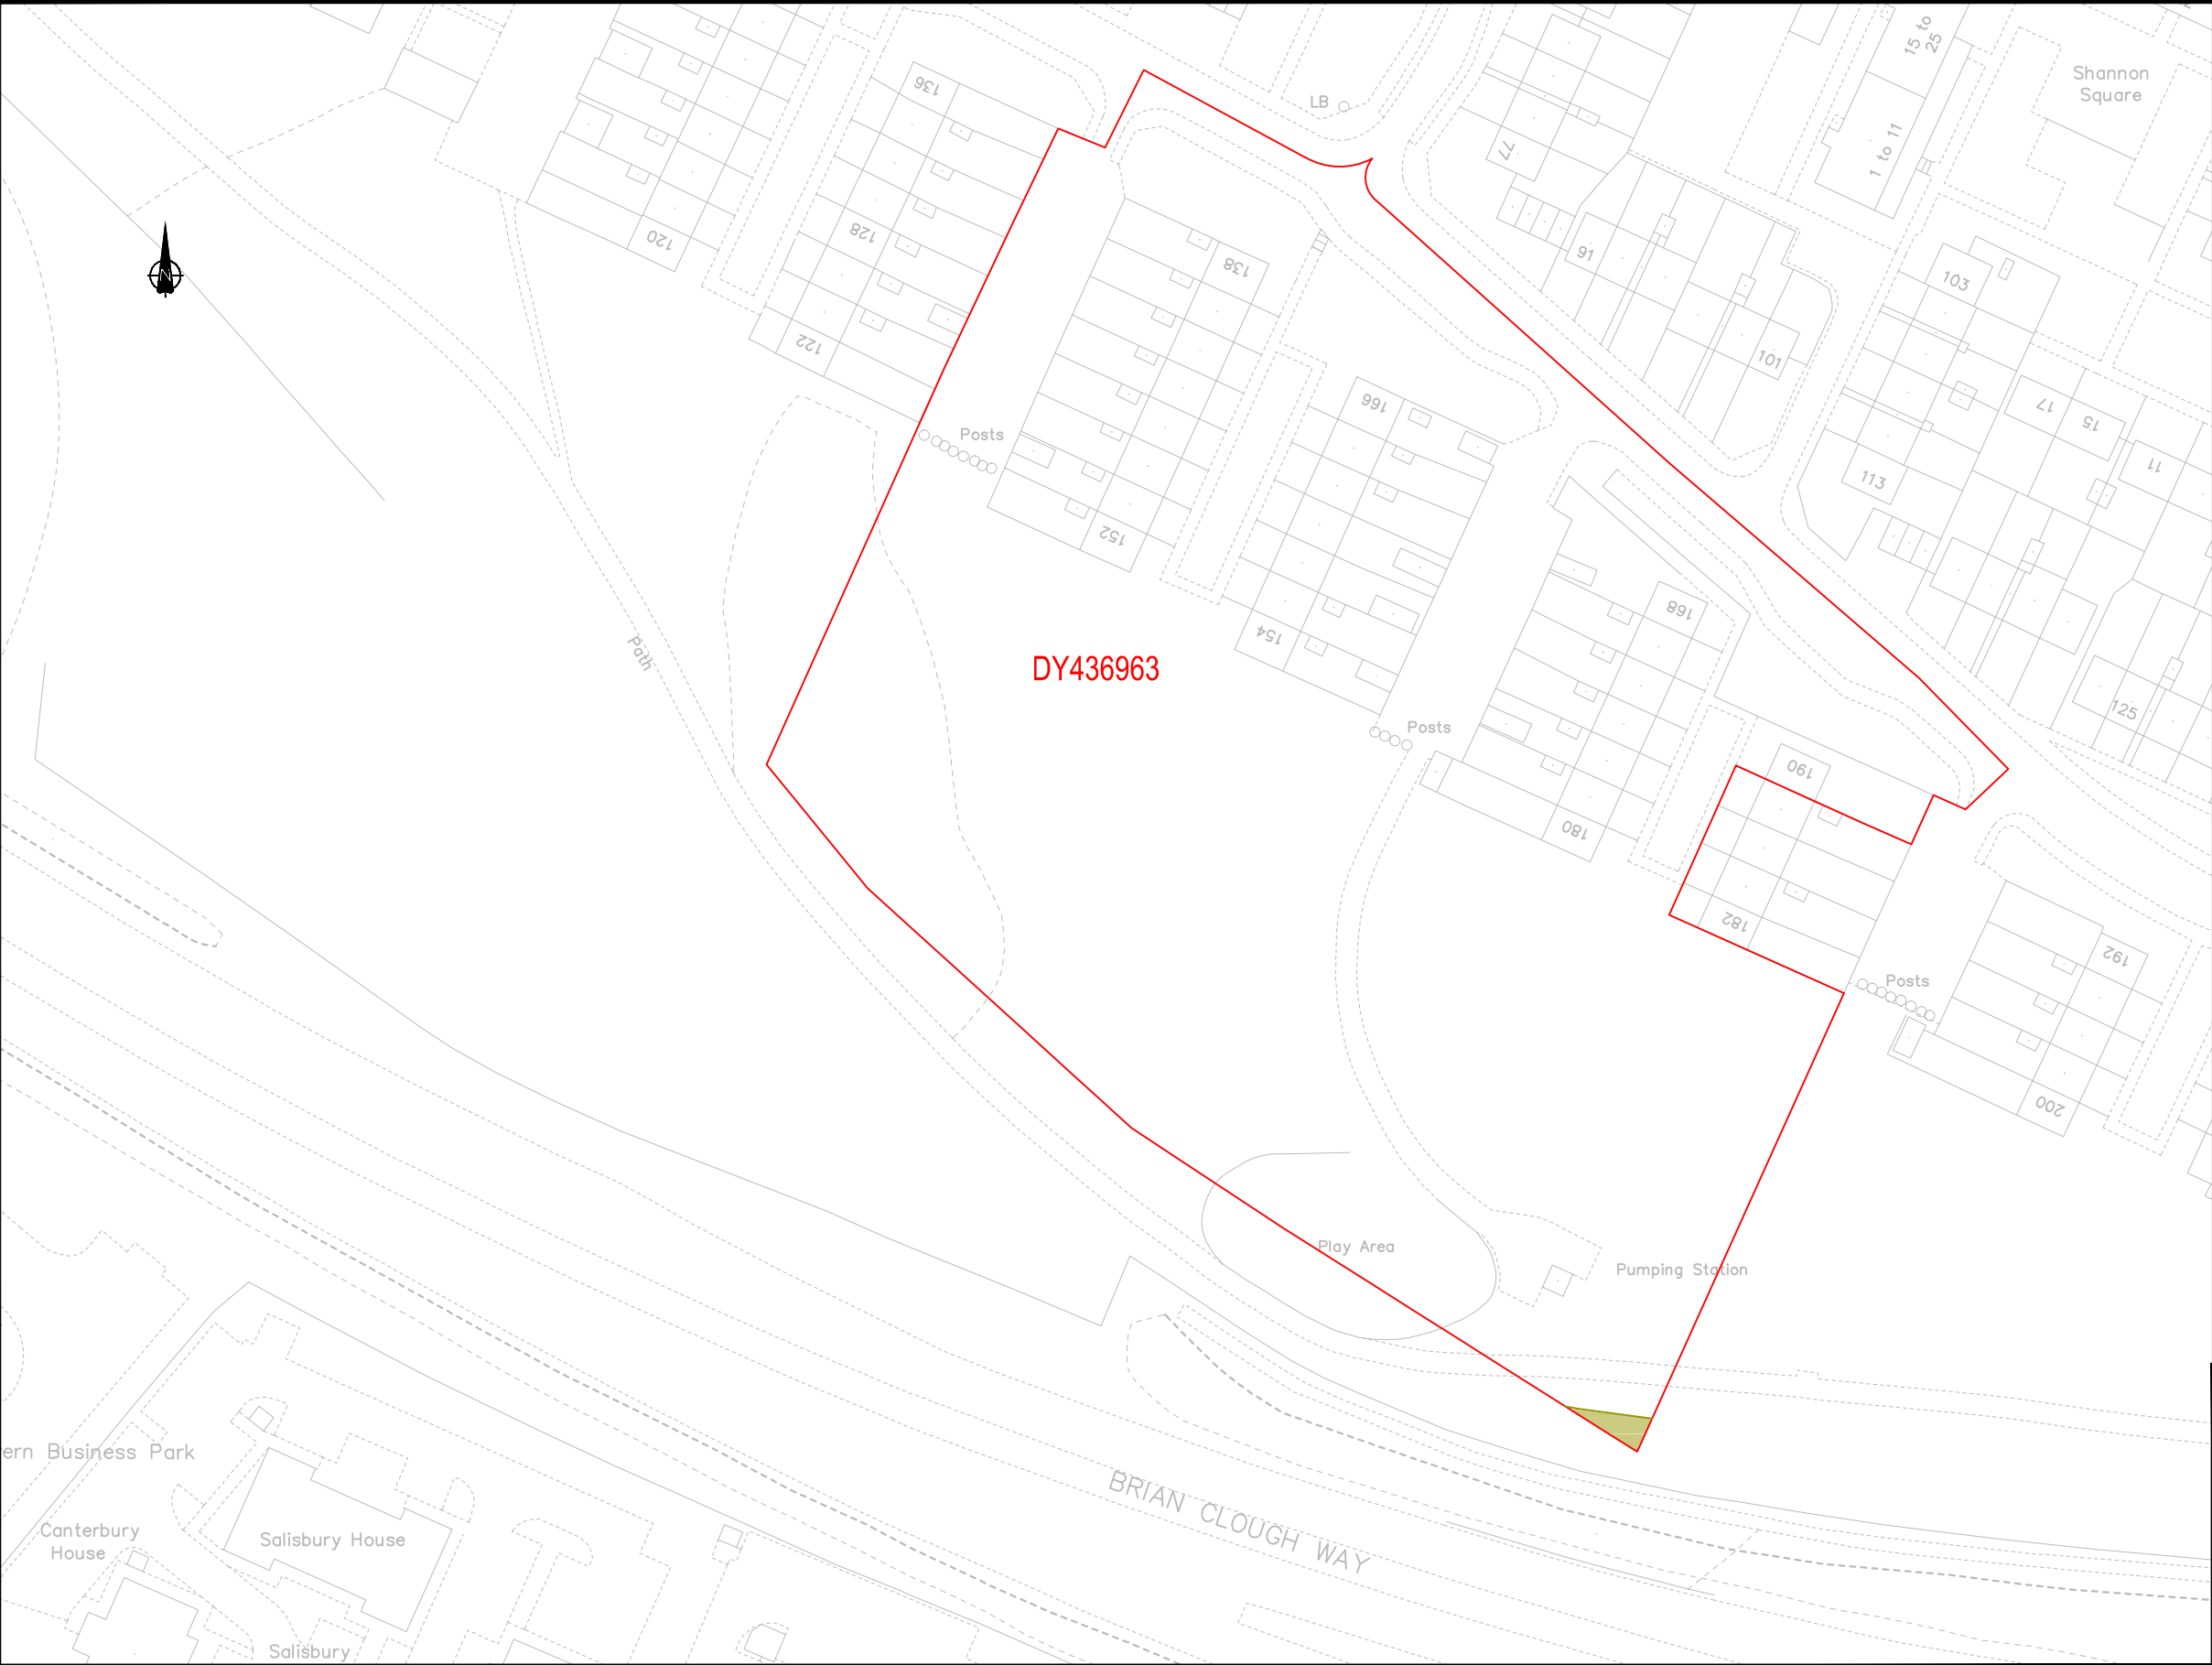 15 to
25
Shannon
Square
LB
136
77
1 to 11
128
120
138
91
103
101
122
17
15
11
166
Posts
113
152
168
154
Path
DY436963
125
Posts
190
180
182
192
Posts
200
Play Area
Pumping Station
ern Business Park
BRIAN CLOUGH WAY
Canterbury
House
Salisbury House
Salisbury
N